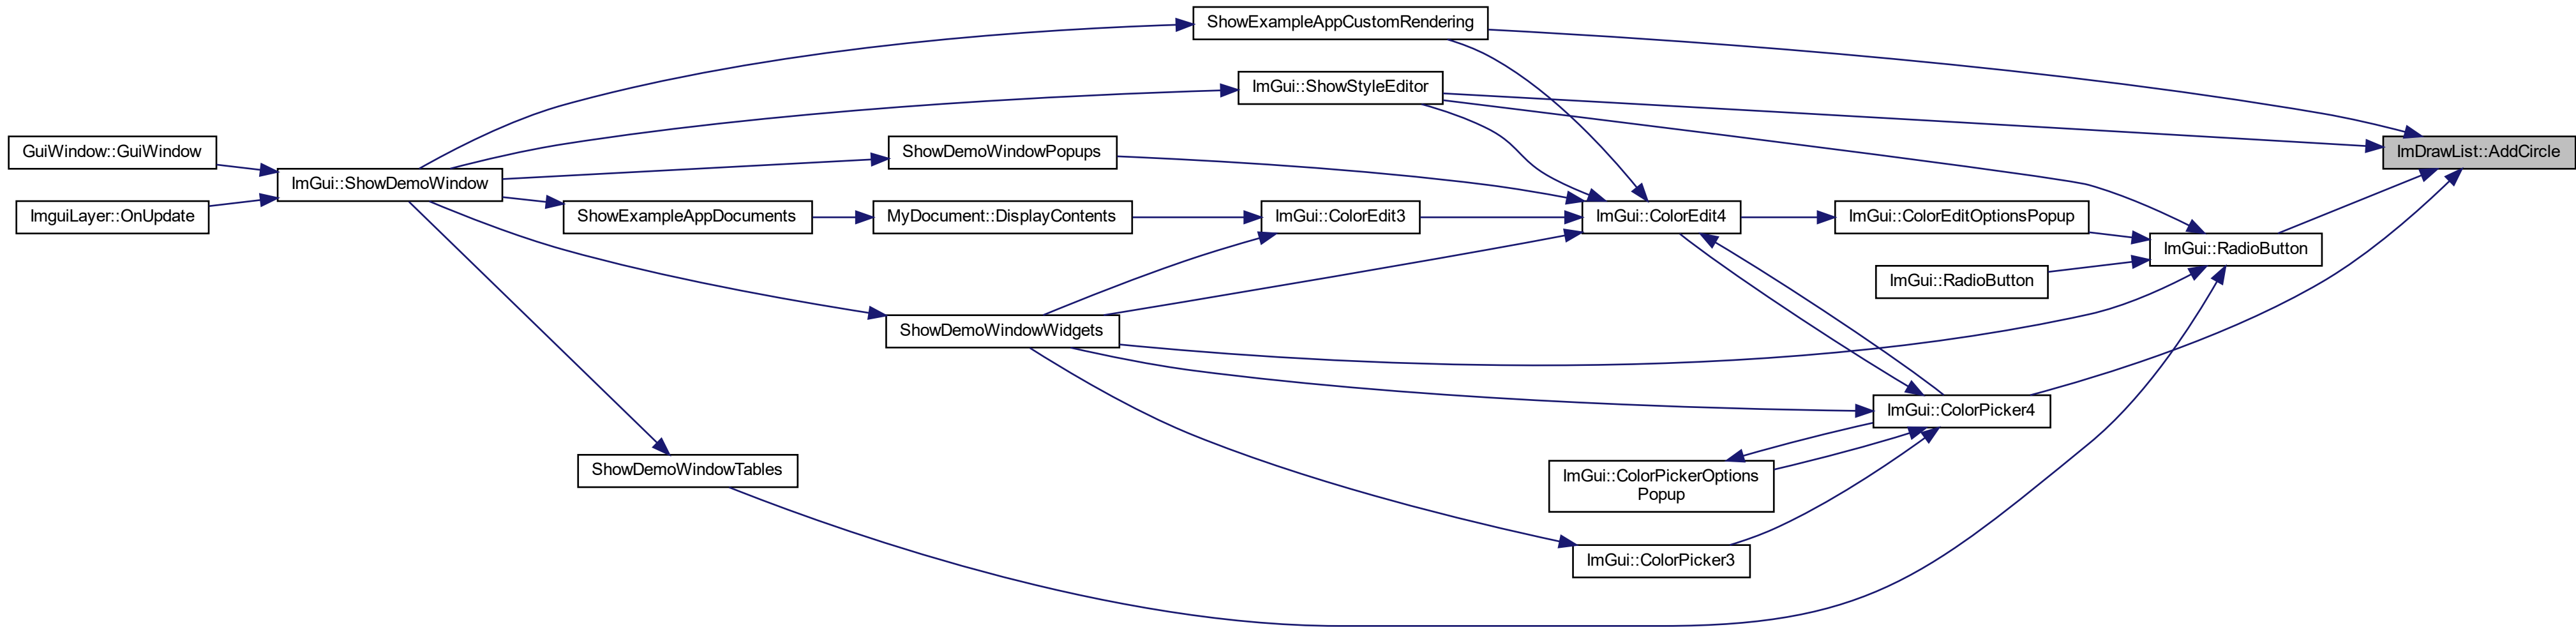 ShowExampleAppCustomRendering
ImGui::ShowStyleEditor
GuiWindow::GuiWindow
ShowDemoWindowPopups
ImDrawList::AddCircle
ImGui::ShowDemoWindow
ImguiLayer::OnUpdate
ShowExampleAppDocuments
MyDocument::DisplayContents
ImGui::ColorEdit3
ImGui::ColorEdit4
ImGui::ColorEditOptionsPopup
ImGui::RadioButton
ImGui::RadioButton
ShowDemoWindowWidgets
ImGui::ColorPicker4
ShowDemoWindowTables
ImGui::ColorPickerOptions
Popup
ImGui::ColorPicker3